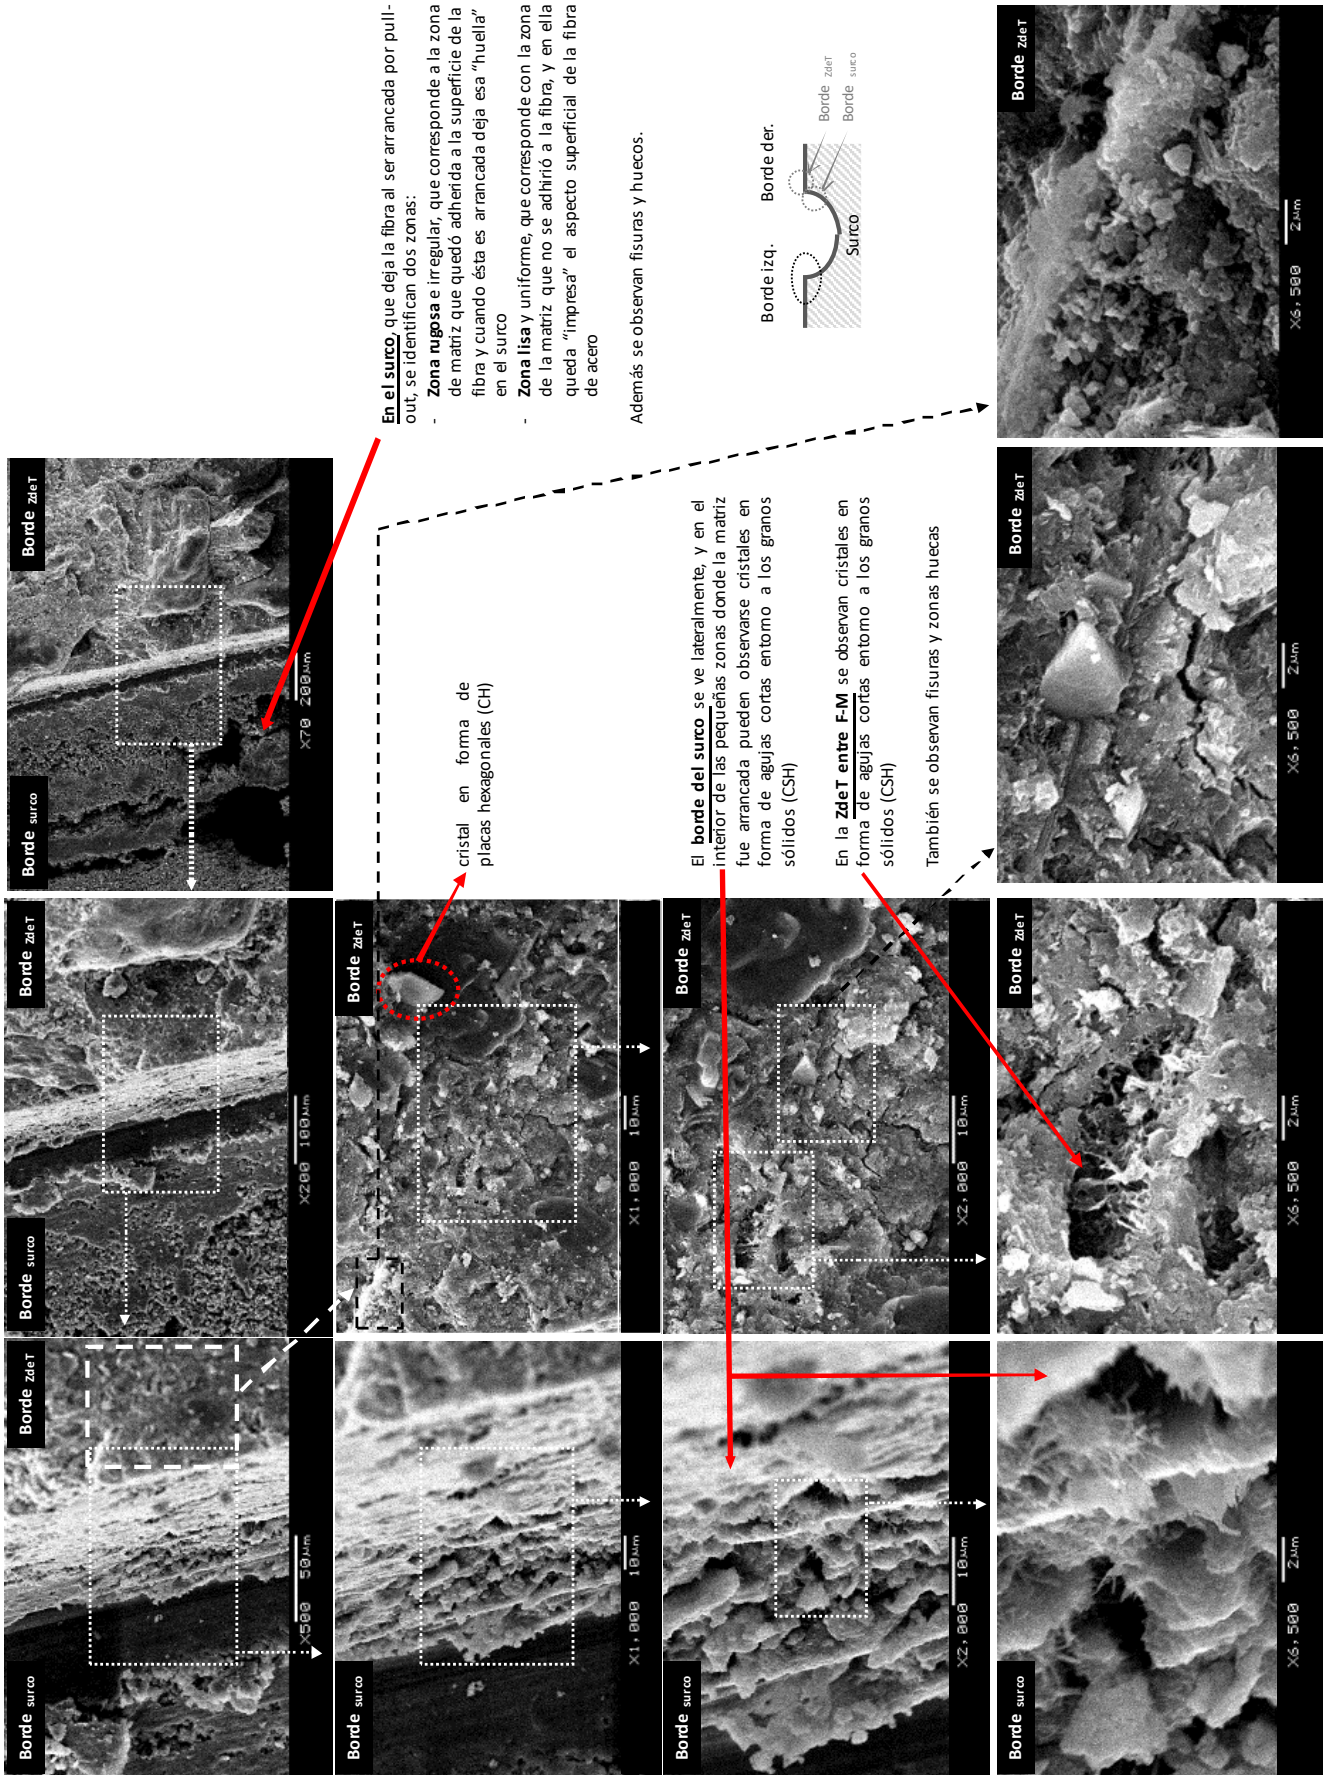 Borde surco
Borde ZdeT
X500 50µm
Borde surco
Borde ZdeT
X200 100µm
Borde surco
Borde ZdeT
X70 200µm
En el surco, que deja la fibra al ser arrancada por pull-
out, se identifican dos zonas:
- Zona rugosa e irregular, que corresponde a la zona
de matriz que quedó adherida a la superficie de la
fibra y cuando ésta es arrancada deja esa “huella”
en el surco
- Zona lisa y uniforme, que corresponde con la zona
de la matriz que no se adhirió a la fibra, y en ella
queda “impresa” el aspecto superficial de la fibra
de acero
Además se observan fisuras y huecos.
Borde surco
X1,000 10µm
Borde ZdeT
X1,000 10µm
cristal en forma de
placas hexagonales (CH)
Borde surco
X2,000 10µm
Borde ZdeT
X2,000 10µm
El borde del surco se ve lateralmente, y en el
interior de las pequeñas zonas donde la matriz
fue arrancada pueden observarse cristales en
forma de agujas cortas entorno a los granos
sólidos (CSH)
En la ZdeT entre F-M se observan cristales en
forma de agujas cortas entorno a los granos
sólidos (CSH)
También se observan fisuras y zonas huecas
Borde izq.
Borde der.
Borde ZdeT
Borde surco
Surco
Borde surco
X6,500 2µm
Borde ZdeT
X6,500 2µm
Borde ZdeT
X6,500 2µm
Borde ZdeT
X6,500 2µm